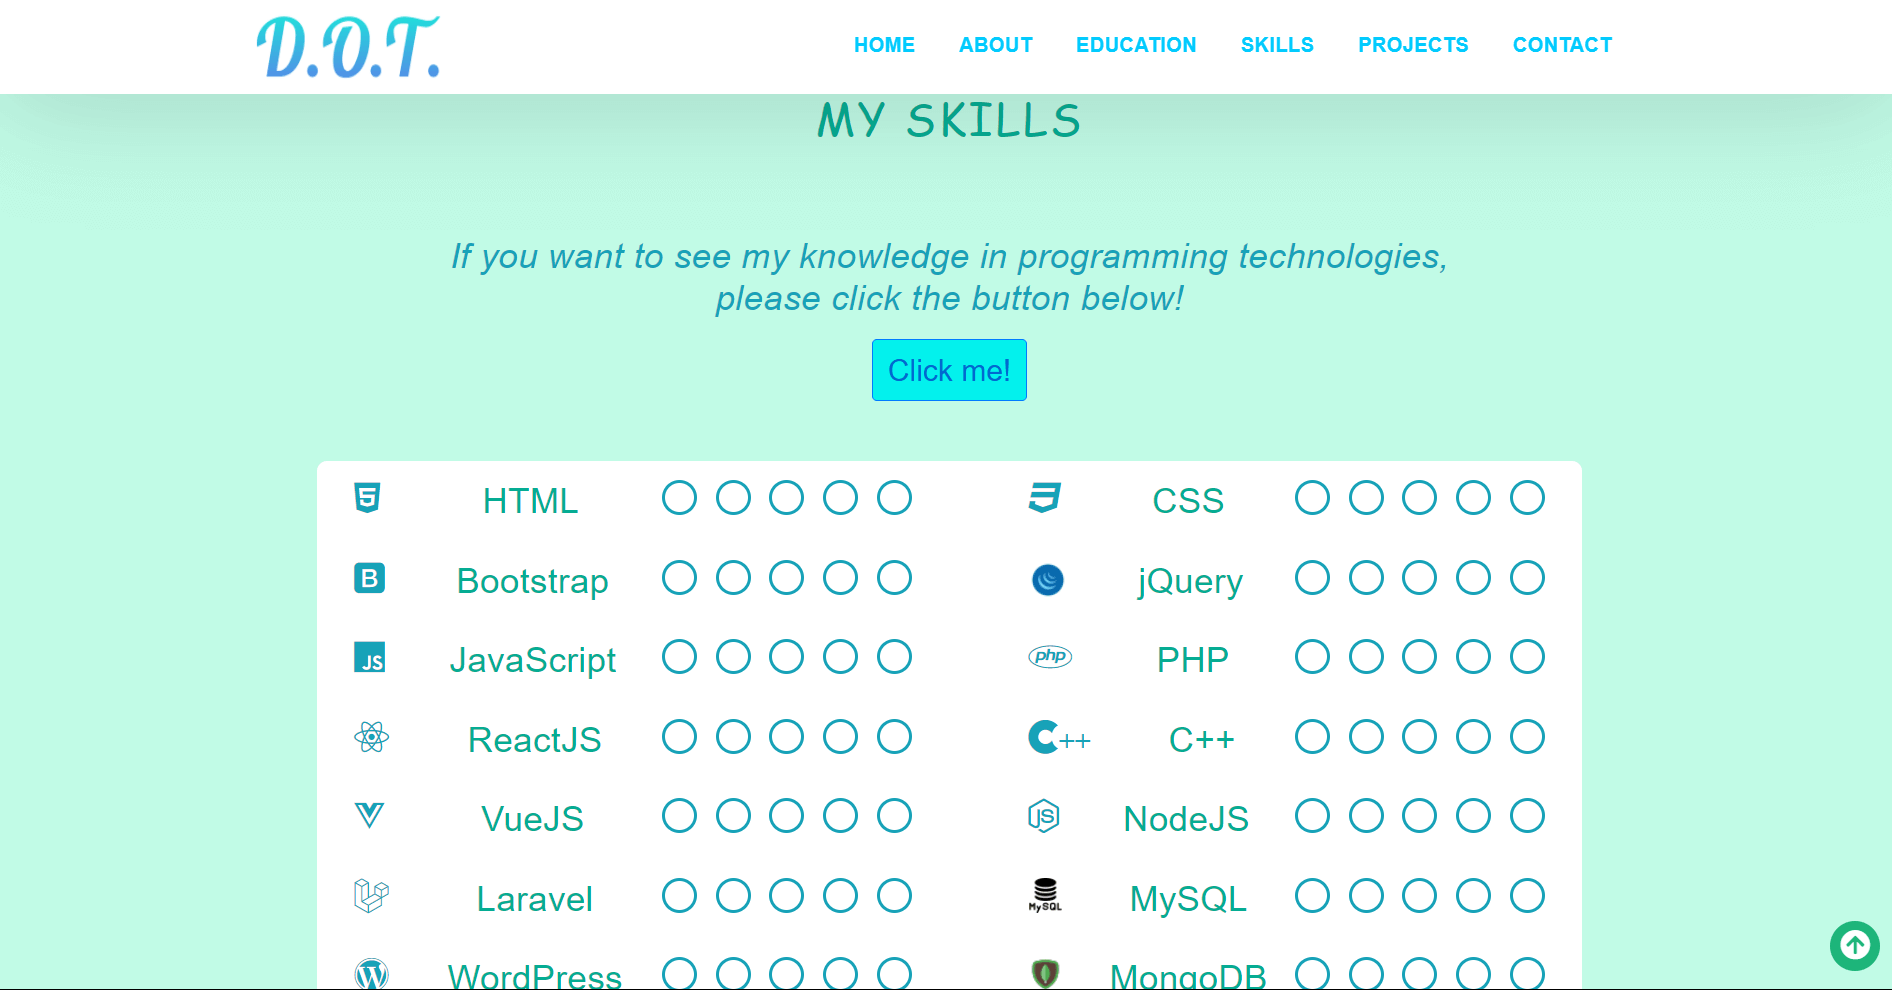 D.O.T.
HOME ABOUT EDUCATION SKILLS PROJECTS CONTACT
MY SKILLS
If you want to see my knowledge in programming technologies,
please click the button below!
Click me!
HTML
CSS
B Bootstrap
jQuery
JS JavaScript
php PHP
ReactJS
C++ C++
VueJS
JS NodeJS
Laravel
MySQL MySQL
WordPress
MongoDB